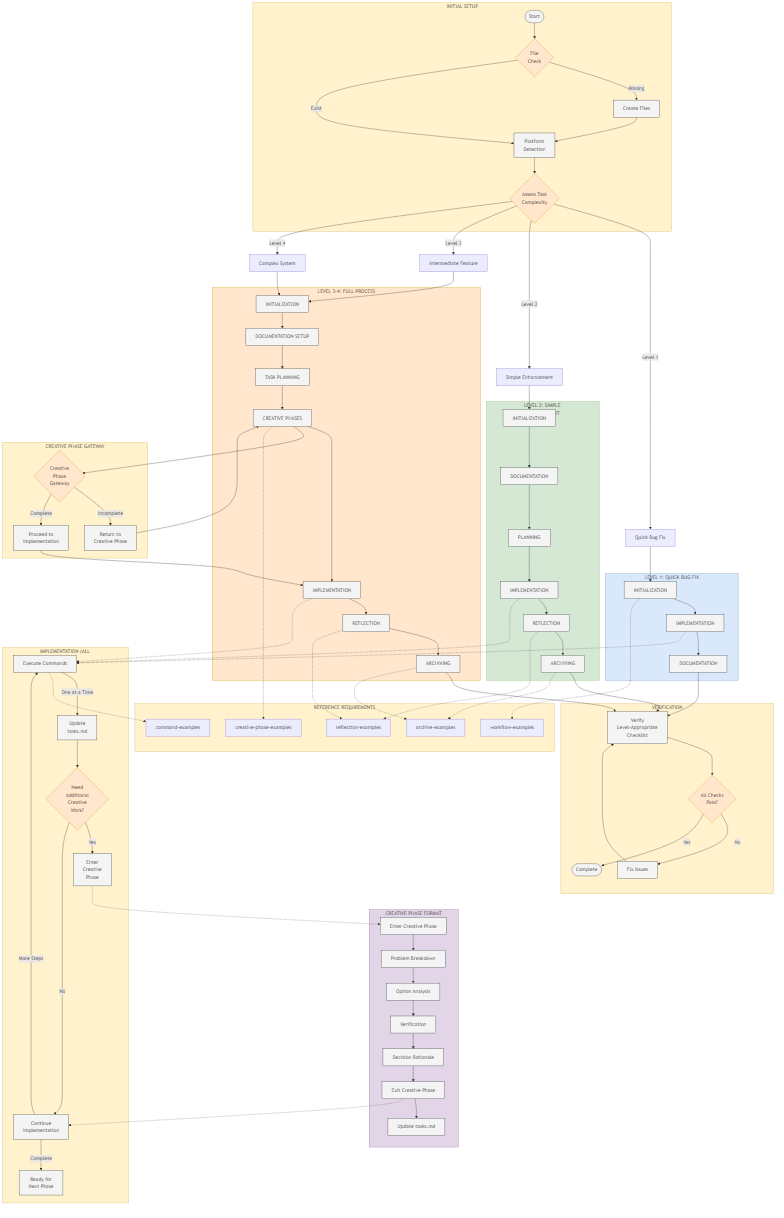 INITIAL SETUP
Start
File
Check
Missing
Exist
Create Files
Platform
Detection
Assess Task
Complexity
Level 4
Level 3
Complex System
Intermediate Feature
Level 2
Level 1
LEVEL 3-4: FULL PROCESS
INITIALIZATION
DOCUMENTATION SETUP
TASK PLANNING
CREATIVE PHASES
IMPLEMENTATION
REFLECTION
ARCHIVING
Simple Enhancement
LEVEL 2: SIMPLE
INITIALIZATION
DOCUMENTATION
PLANNING
IMPLEMENTATION
REFLECTION
ARCHIVING
Quick Bug Fix
LEVEL 1: QUICK BUG FIX
INITIALIZATION
IMPLEMENTATION
DOCUMENTATION
CREATIVE PHASE GATEWAY
Creative
Phase
Gateway
Complete
Incomplete
Proceed to
Implementation
Return to
Creative Phase
IMPLEMENTATION (ALL
Execute Commands
One at a Time
Update
tasks.md
Need
Additional
Creative
Work?
Yes
Enter
Creative
Phase
More Steps
No
Continue
Implementation
Complete
Ready for
Next Phase
REFERENCE REQUIREMENTS
command-examples
creative-phase-examples
reflection-examples
archive-examples
workflow-examples
VERIFICATION
Verify
Level-Appropriate
Checklist
All Checks
Pass?
Yes
No
Complete
Fix Issues
CREATIVE PHASE FORMAT
Enter Creative Phase
Problem Breakdown
Option Analysis
Verification
Decision Rationale
Exit Creative Phase
Update tasks.md